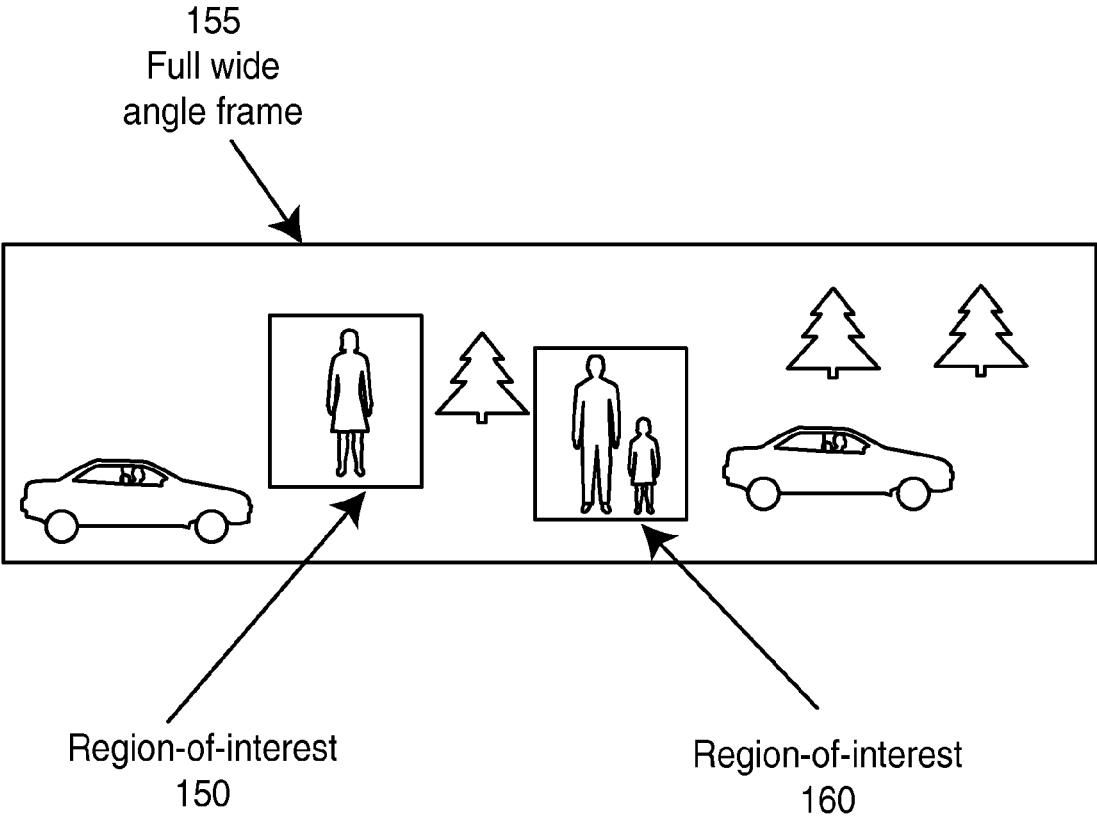 155
Full wide
angle frame
Region-of-interest
150
Region-of-interest
160